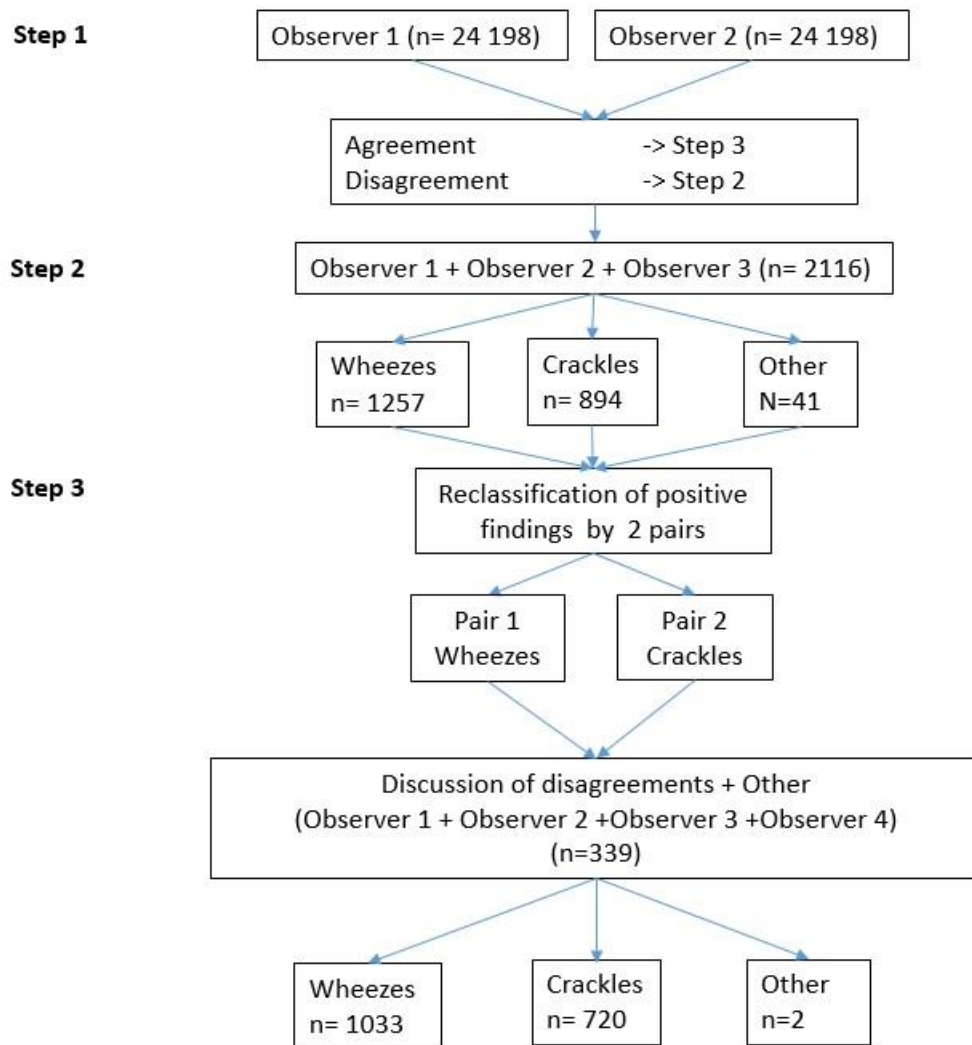 Step 1
Observer 1 (n= 24 198)
Observer 2 (n= 24 198)
Agreement -> Step 3
Disagreement -> Step 2
Step 2
Observer 1 + Observer 2 + Observer 3 (n= 2116)
Wheezes
n= 1257
Crackles
n= 894
Other
N=41
Step 3
Reclassification of positive
findings by 2 pairs
Pair 1
Wheezes
Pair 2
Crackles
Discussion of disagreements + Other
(Observer 1 + Observer 2 +Observer 3 +Observer 4)
(n=339)
Wheezes
n= 1033
Crackles
n= 720
Other
n=2